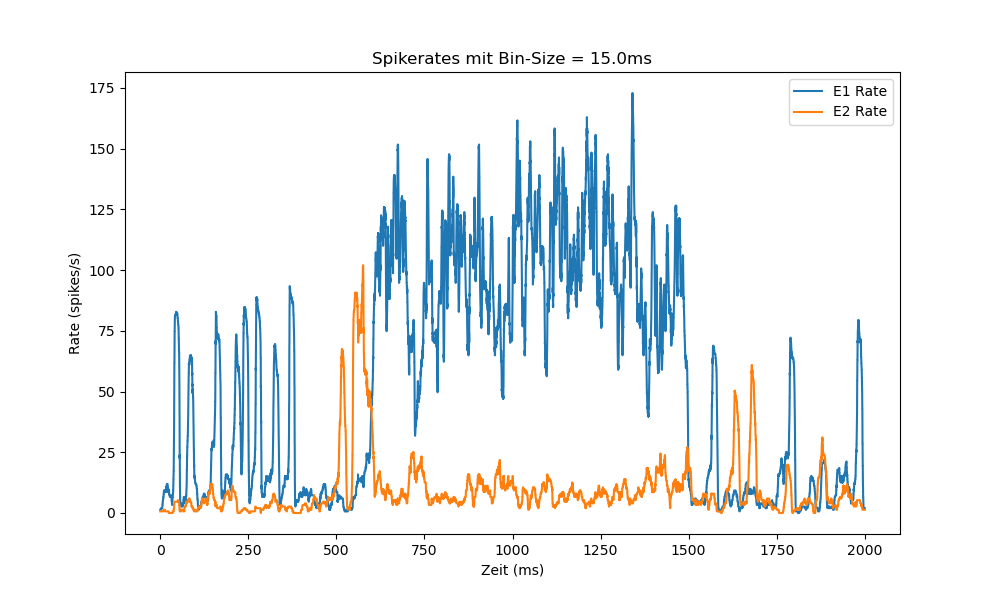 Spikerates mit Bin-Size = 15.0ms
E1 Rate
E2 Rate
Rate (spikes/s)
175
150
125
100
75
50
25
0
0 250 500 750 1000 1250 1500 1750 2000
Zeit (ms)